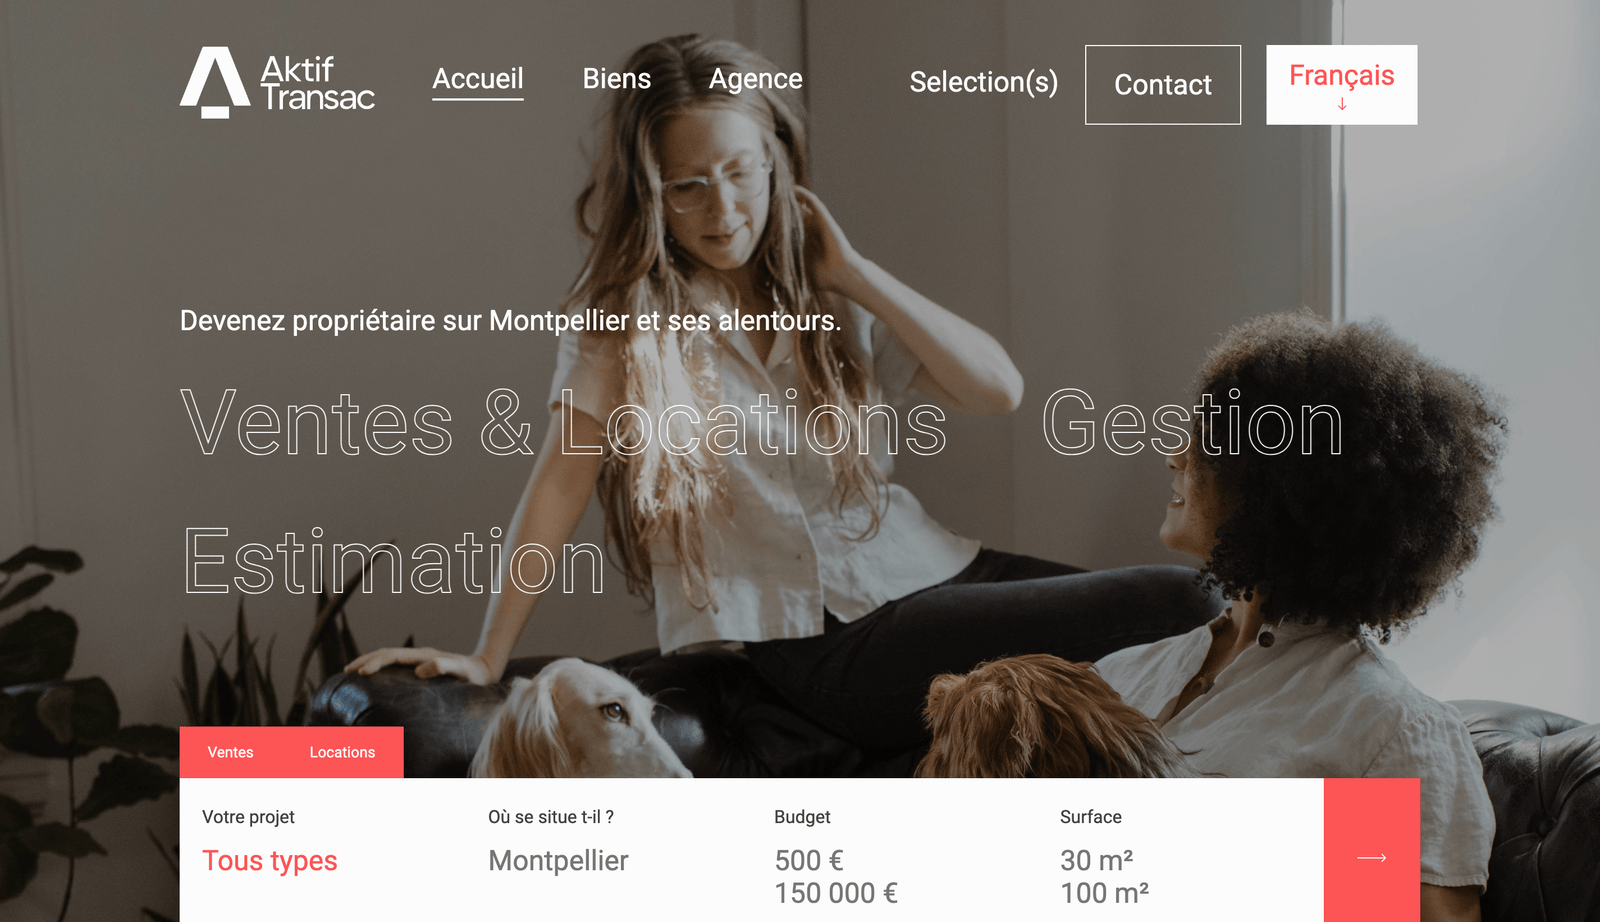 Aktif
Transac
Accueil
Biens
Agence
Selection(s)
Contact
Français
↓
Devenez propriétaire sur Montpellier et ses alentours.
Ventes & Locations Gestion
Estimation
Ventes
Locations
Votre projet
Tous types
Où se situe t-il ?
Montpellier
Budget
500 €
150 000 €
Surface
30 m²
100 m²
→